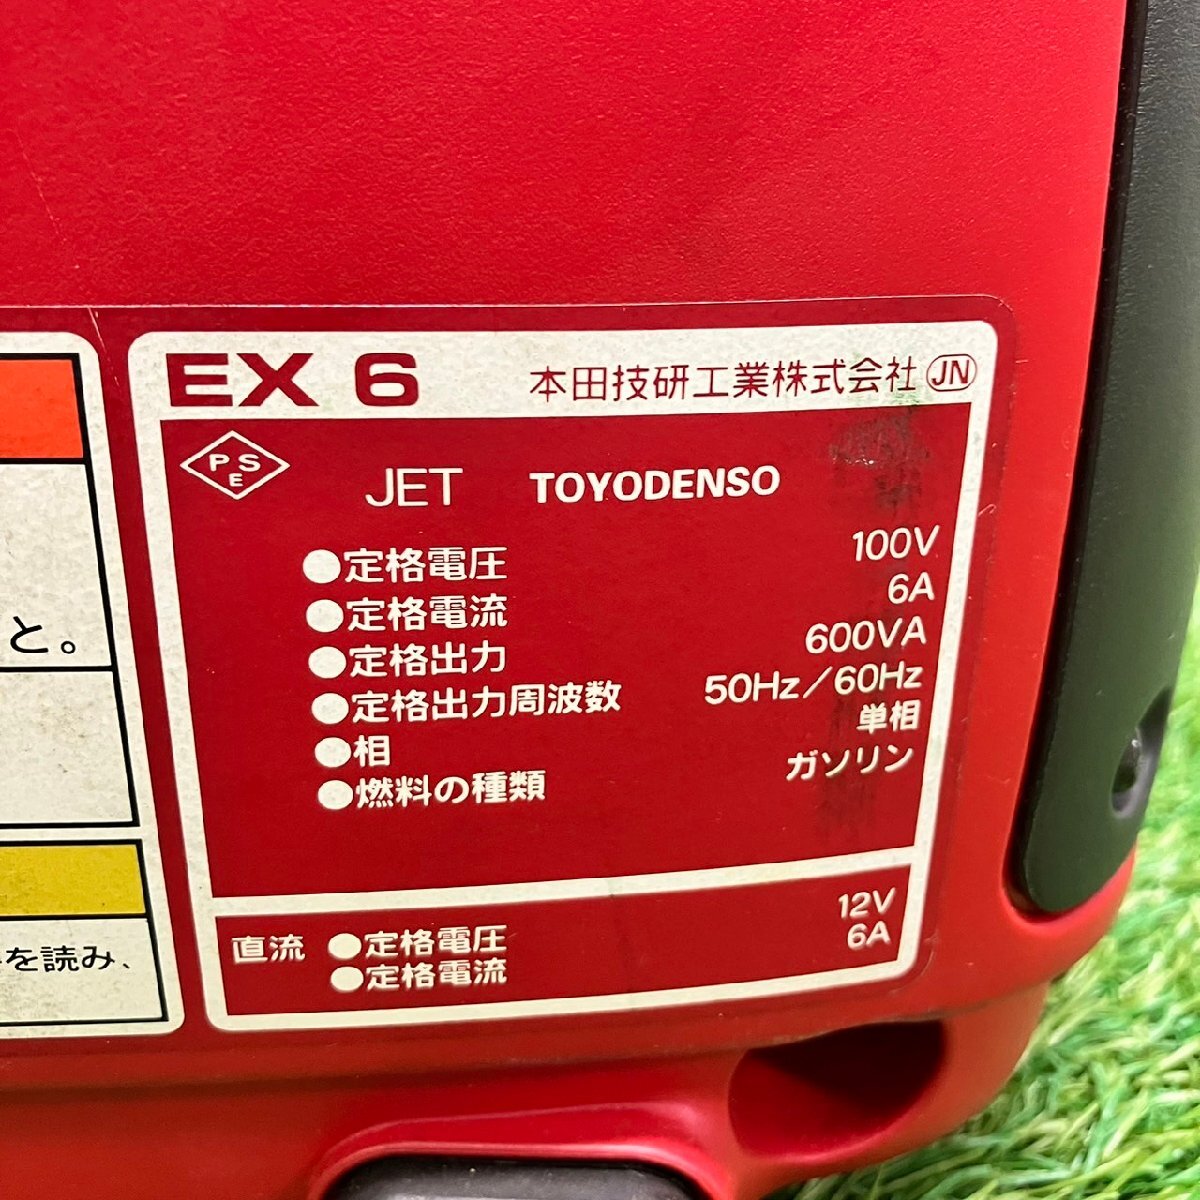 EX 6 本田技研工業株式会社 JN
PSE JET TOYODENSO
●定格電圧 100V
●定格電流 6A
●定格出力 600VA
●定格出力周波数 50Hz/60Hz
●相 単相
●燃料の種類 ガソリン
直流 ●定格電圧 12V
●定格電流 6A
と。
を読み、